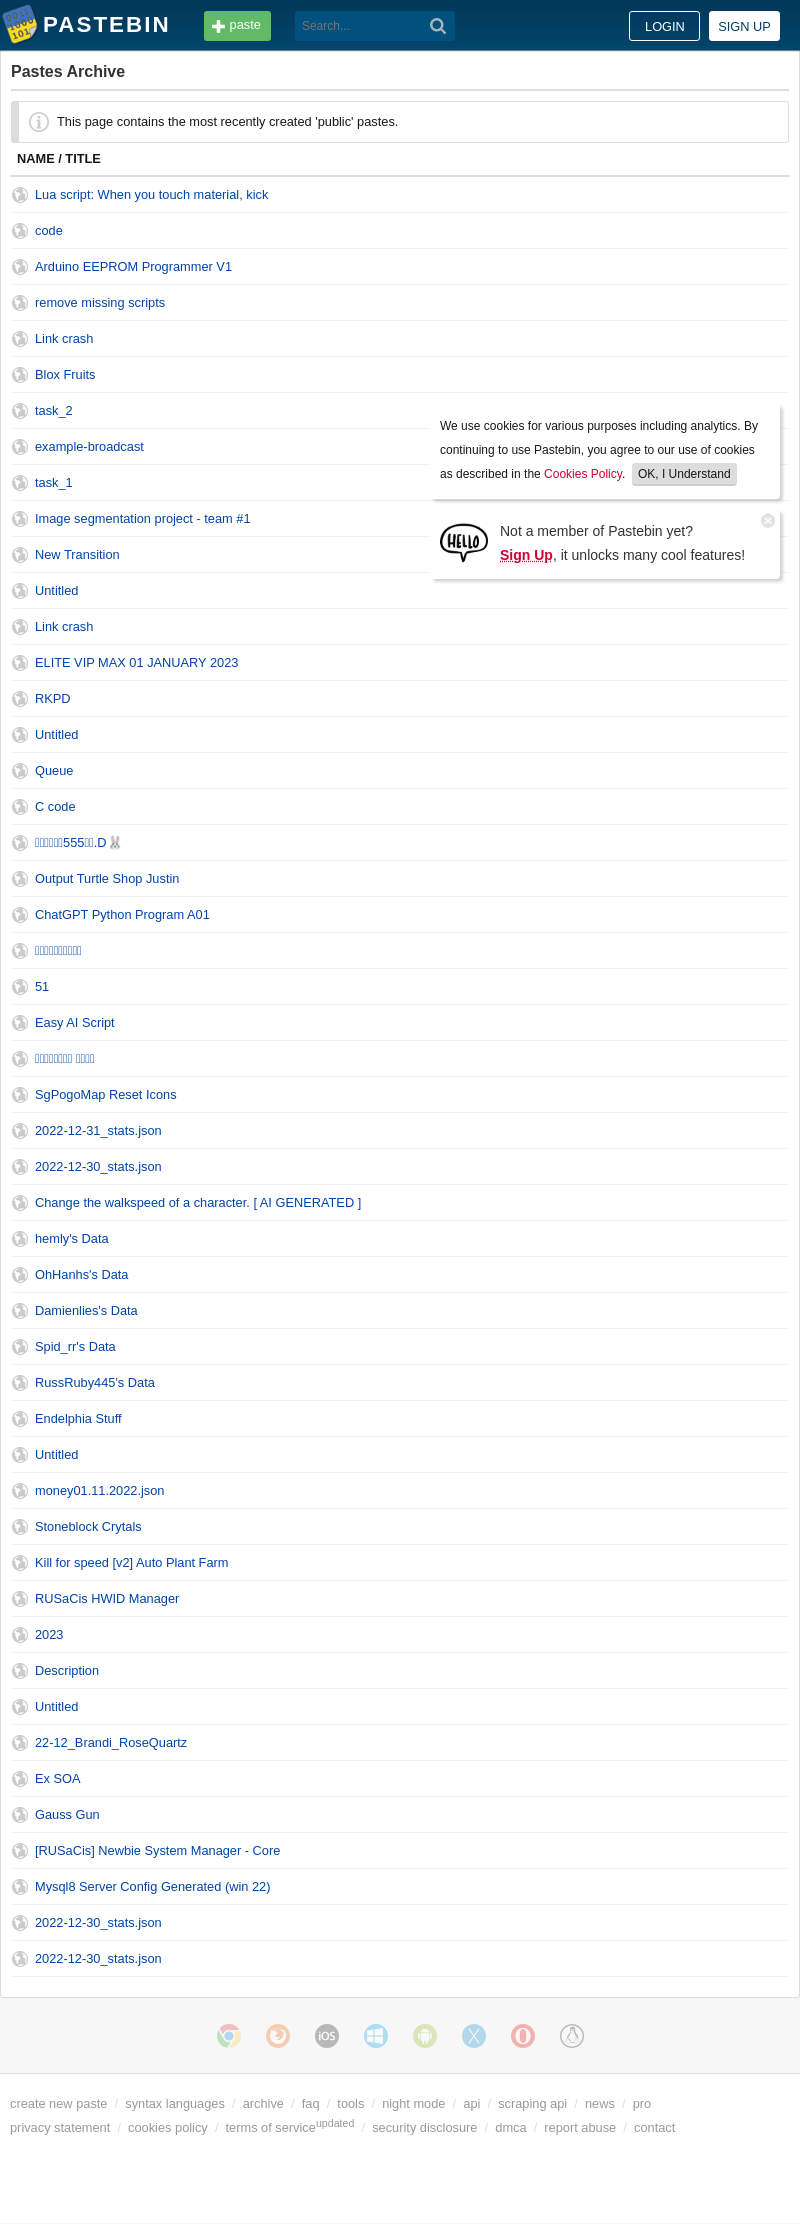 PASTEBIN
paste
Search...
LOGIN
SIGN UP
Pastes Archive
This page contains the most recently created 'public' pastes.
NAME / TITLE
Lua script: When you touch material, kick
code
Arduino EEPROM Programmer V1
remove missing scripts
Link crash
Blox Fruits
task_2
example-broadcast
task_1
Image segmentation project - team #1
New Transition
Untitled
Link crash
ELITE VIP MAX 01 JANUARY 2023
RKPD
Untitled
Queue
C code
555 .D🐰
Output Turtle Shop Justin
ChatGPT Python Program A01
51
Easy AI Script
SgPogoMap Reset Icons
2022-12-31_stats.json
2022-12-30_stats.json
Change the walkspeed of a character. [ AI GENERATED ]
hemly's Data
OhHanhs's Data
Damienlies's Data
Spid_rr's Data
RussRuby445's Data
Endelphia Stuff
Untitled
money01.11.2022.json
Stoneblock Crytals
Kill for speed [v2] Auto Plant Farm
RUSaCis HWID Manager
2023
Description
Untitled
22-12_Brandi_RoseQuartz
Ex SOA
Gauss Gun
[RUSaCis] Newbie System Manager - Core
Mysql8 Server Config Generated (win 22)
2022-12-30_stats.json
2022-12-30_stats.json
We use cookies for various purposes including analytics. By
continuing to use Pastebin, you agree to our use of cookies
as described in the Cookies Policy. OK, I Understand
HELLO
Not a member of Pastebin yet?
Sign Up, it unlocks many cool features!
iOS
create new paste / syntax languages / archive / faq / tools / night mode / api / scraping api / news / pro
privacy statement / cookies policy / terms of service updated / security disclosure / dmca / report abuse / contact